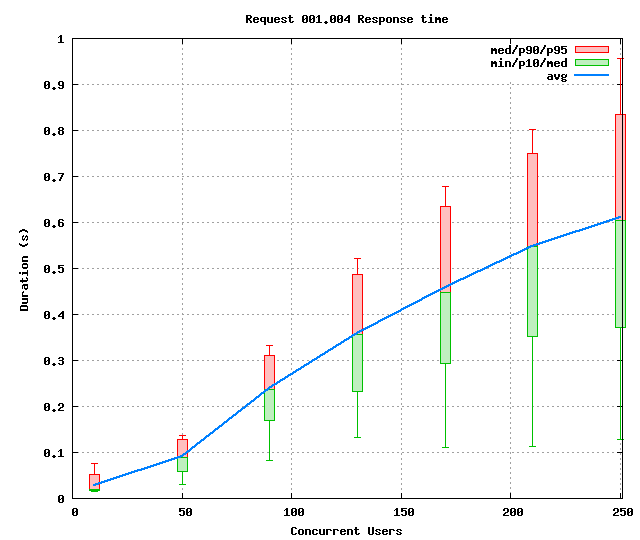 Request 001.004 Response time
med/p90/p95
min/p10/med
avg
Duration (s)
1
0.9
0.8
0.7
0.6
0.5
0.4
0.3
0.2
0.1
0
0 50 100 150 200 250
Concurrent Users